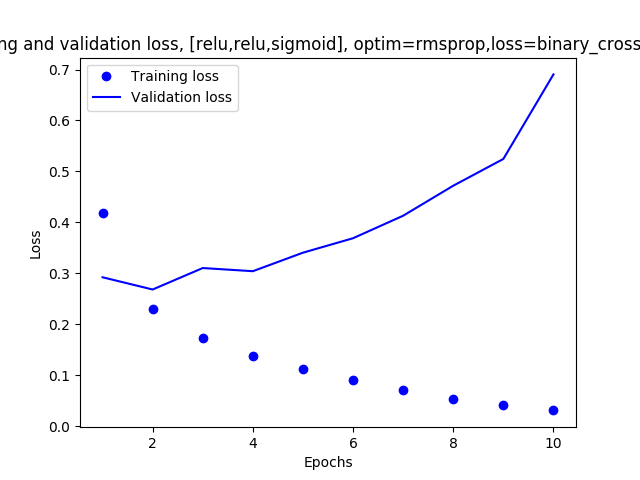 ng and validation loss, [relu,relu,sigmoid], optim=rmsprop,loss=binary_cross
0.7
Training loss
Validation loss
0.6
0.5
0.4
Loss
0.3
0.2
0.1
0.0
2 4 6 8 10
Epochs